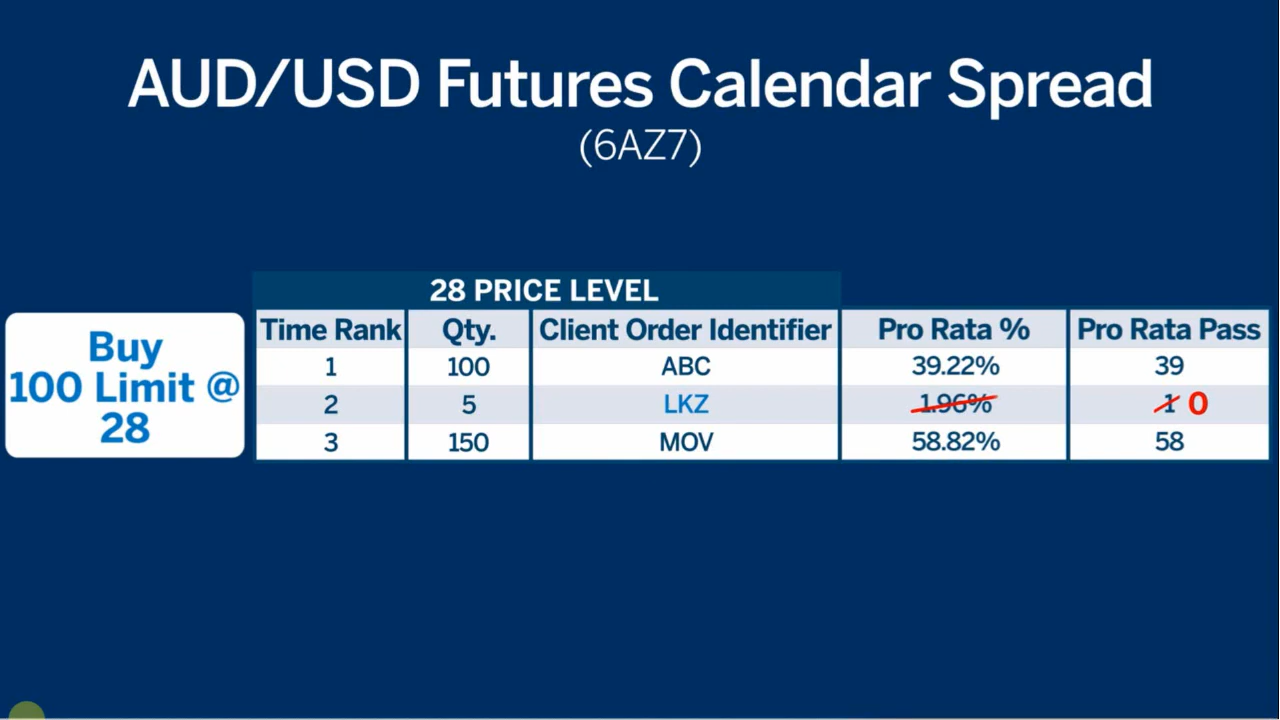 AUD/USD Futures Calendar Spread
(6AZ7)
28 PRICE LEVEL
Buy
100 Limit @
28
Time Rank Qty. Client Order Identifier Pro Rata % Pro Rata Pass
1 100 ABC 39.22% 39
2 5 LKZ 1.96% 1 0
3 150 MOV 58.82% 58